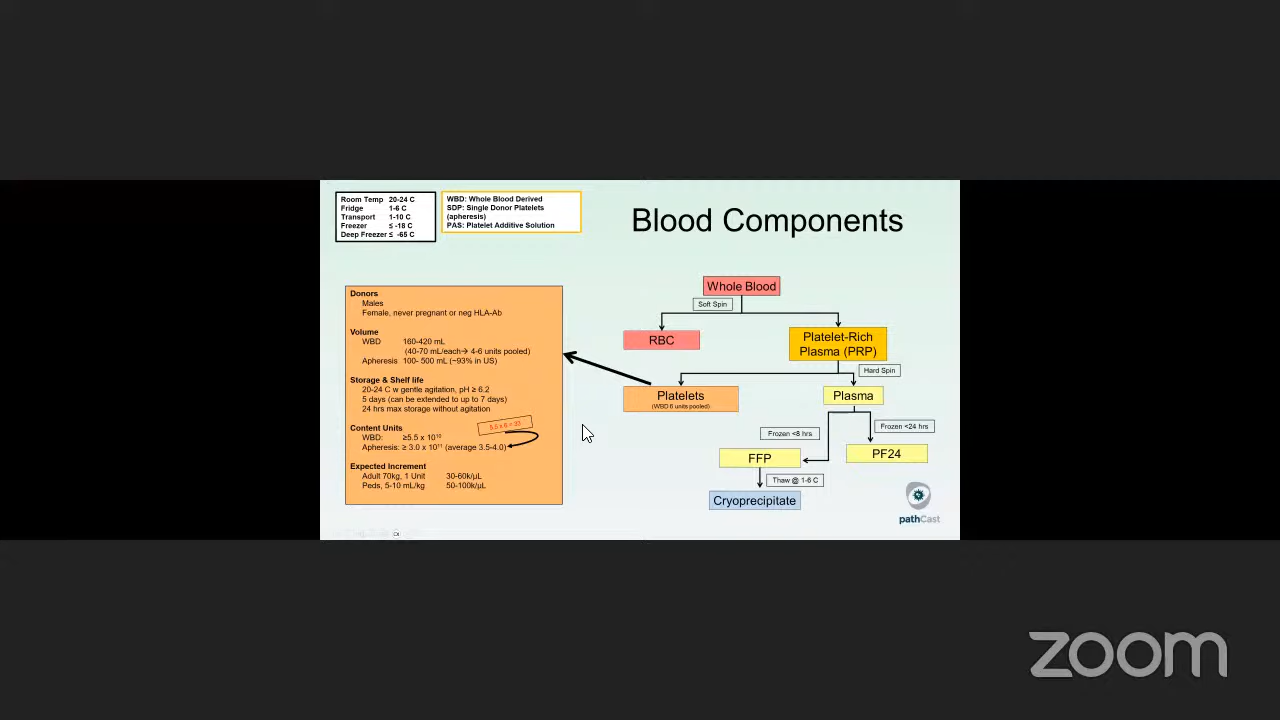 Room Temp 20-24 C
Fridge 1-6 C
Transport 1-10 C
Freezer ≤ -18 C
Deep Freezer ≤ -65 C
WBD: Whole Blood Derived
SDP: Single Donor Platelets
(apheresis)
PAS: Platelet Additive Solution
Blood Components
Donors
Males
Female, never pregnant or neg HLA-Ab
Volume
WBD 160-420 mL
(40-70 mL/each→ 4-6 units pooled)
Apheresis 100- 500 mL (~93% in US)
Storage & Shelf life
20-24 C w gentle agitation, pH ≥ 6.2
5 days (can be extended to up to 7 days)
24 hrs max storage without agitation
Content Units
5.5 x 6 = 33
WBD: ≥5.5 x 10¹⁰
Apheresis: ≥ 3.0 x 10¹¹ (average 3.5-4.0)
Expected Increment
Adult 70kg, 1 Unit 30-60k/µL
Peds, 5-10 mL/kg 50-100k/µL
Whole Blood
Soft Spin
RBC
Platelet-Rich
Plasma (PRP)
Hard Spin
Platelets
(WBD 6 units pooled)
Plasma
Frozen <8 hrs
Frozen <24 hrs
FFP
PF24
Thaw @ 1-6 C
Cryoprecipitate
pathCast
zoom